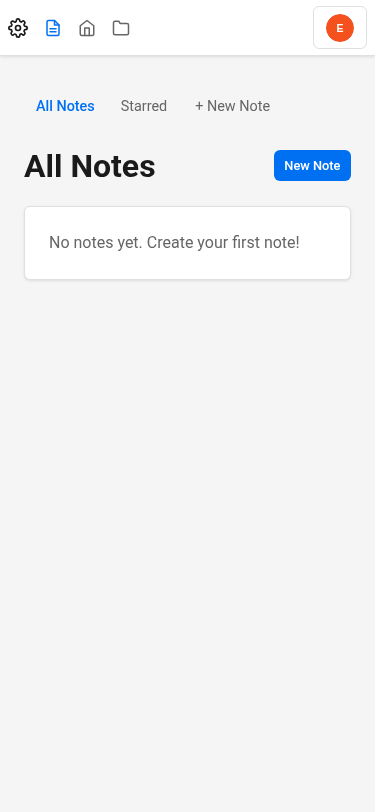 E
All Notes
Starred
+ New Note
All Notes
New Note
No notes yet. Create your first note!